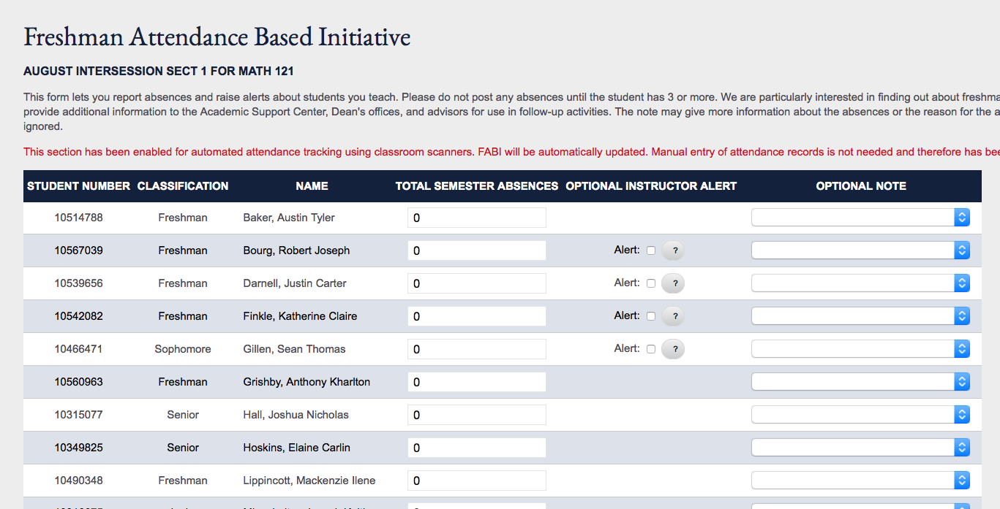 Freshman Attendance Based Initiative
AUGUST INTERSESSION SECT 1 FOR MATH 121
This form lets you report absences and raise alerts about students you teach. Please do not post any absences until the student has 3 or more. We are particularly interested in finding out about
provide additional information to the Academic Support Center, Dean's offices, and advisors for use in follow-up activities. The note may give more information about the absences or the reason for the
ignored.
This section has been enabled for automated attendance tracking using classroom scanners. FABI will be automatically updated. Manual entry of attendance records is not needed and therefore has
STUDENT NUMBER CLASSIFICATION NAME TOTAL SEMESTER ABSENCES OPTIONAL INSTRUCTOR ALERT OPTIONAL NOTE
10514788 Freshman Baker, Austin Tyler 0
10567039 Freshman Bourg, Robert Joseph 0 Alert: ?
10539656 Freshman Darnell, Justin Carter 0 Alert: ?
10542082 Freshman Finkle, Katherine Claire 0 Alert: ?
10466471 Sophomore Gillen, Sean Thomas 0 Alert: ?
10560963 Freshman Grishby, Anthony Kharlton 0
10315077 Senior Hall, Joshua Nicholas 0
10349825 Senior Hoskins, Elaine Carlin 0
10490348 Freshman Lippincott, Mackenzie Ilene 0